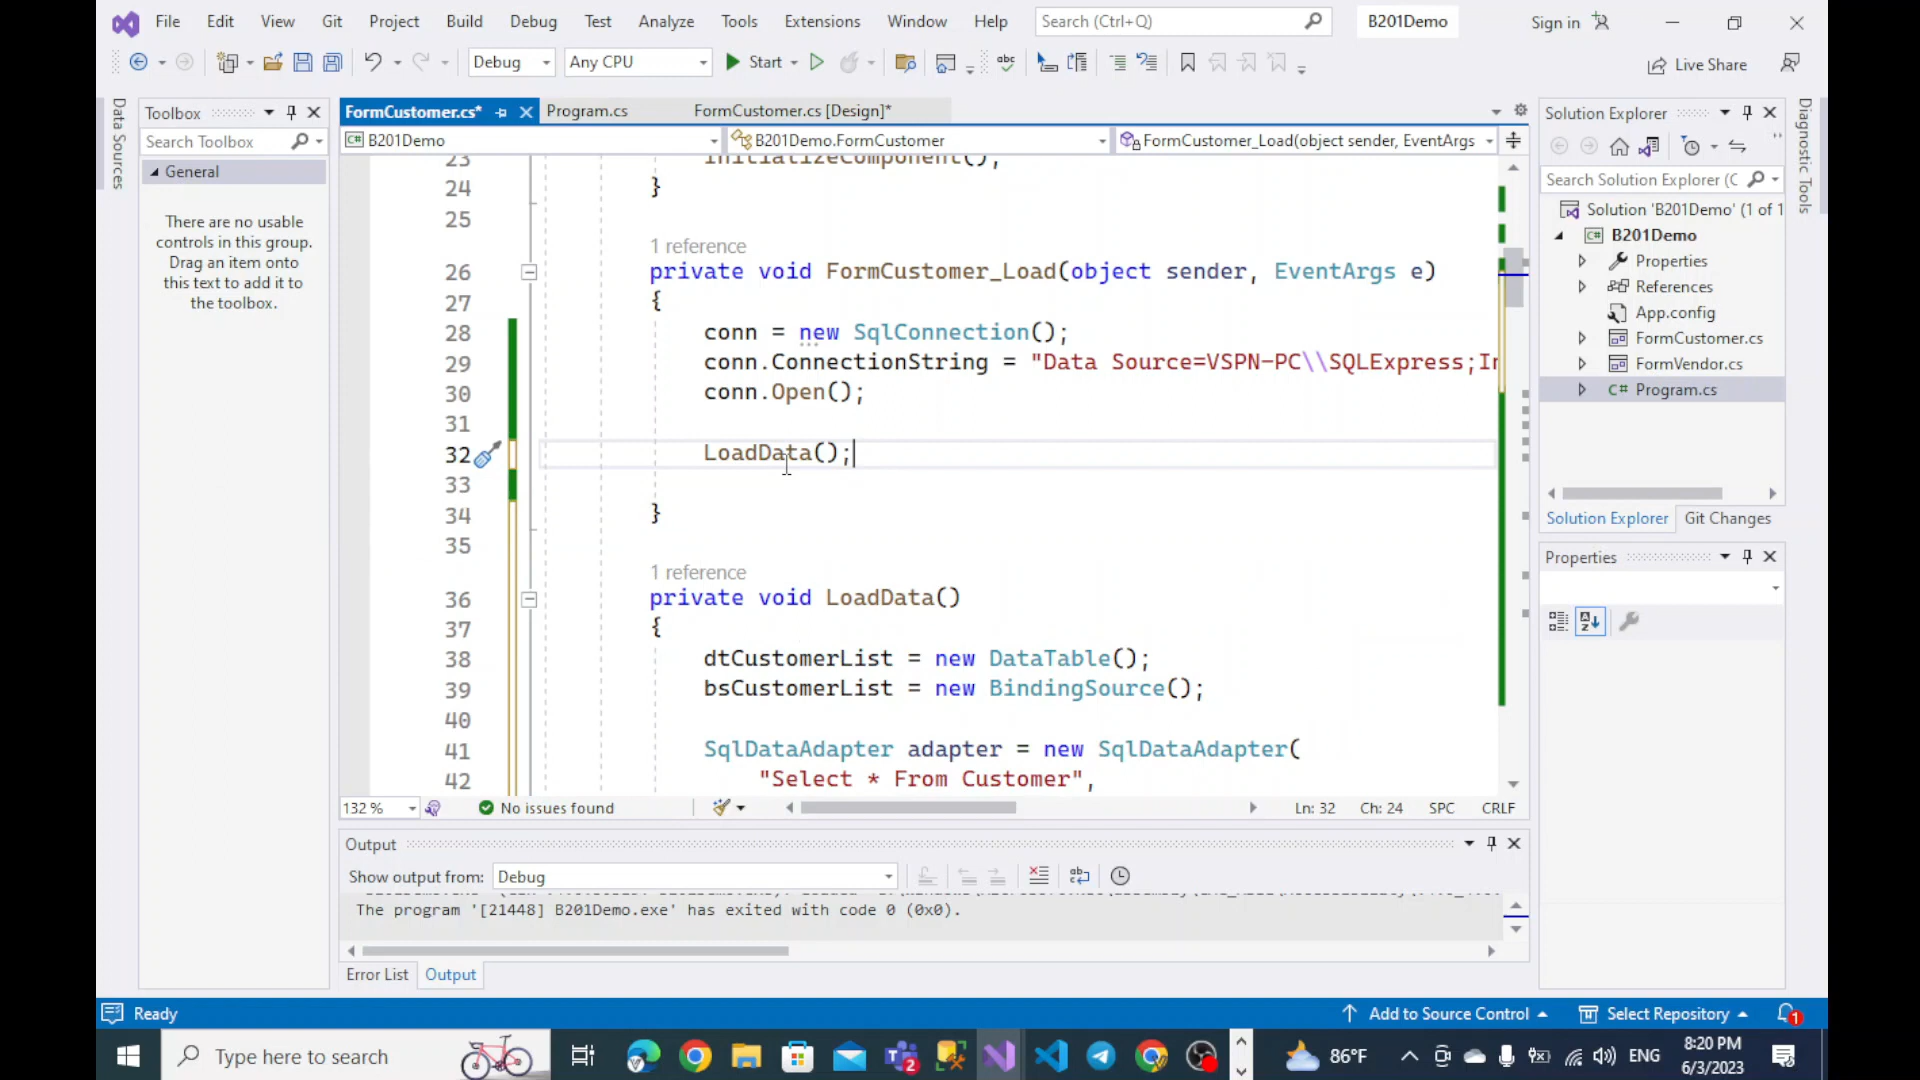 File Edit View Git Project Build Debug Test Analyze Tools Extensions Window Help Search (Ctrl+Q) B201Demo Sign in
Debug Any CPU Start Live Share
Data Sources
Toolbox
Search Toolbox
General
There are no usable
controls in this group.
Drag an item onto
this text to add it to
the toolbox.
FormCustomer.cs* Program.cs FormCustomer.cs [Design]*
B201Demo B201Demo.FormCustomer FormCustomer_Load(object sender, EventArgs
23 InitializeComponent();
24 }
25
1 reference
26 private void FormCustomer_Load(object sender, EventArgs e)
27 {
28 conn = new SqlConnection();
29 conn.ConnectionString = "Data Source=VSPN-PC\\SQLExpress;In
30 conn.Open();
31
32 LoadData();
33
34 }
35
1 reference
36 private void LoadData()
37 {
38 dtCustomerList = new DataTable();
39 bsCustomerList = new BindingSource();
40
41 SqlDataAdapter adapter = new SqlDataAdapter(
42 "Select * From Customer",
132 % No issues found Ln: 32 Ch: 24 SPC CRLF
Output
Show output from: Debug
The program '[21448] B201Demo.exe' has exited with code 0 (0x0).
Error List Output
Solution Explorer
Search Solution Explorer (C
Solution 'B201Demo' (1 of 1
C# B201Demo
Properties
References
App.config
FormCustomer.cs
FormVendor.cs
C# Program.cs
Solution Explorer Git Changes
Properties
Diagnostic Tools
Ready Add to Source Control Select Repository 1
Type here to search 2 86°F ENG 8:20 PM
6/3/2023